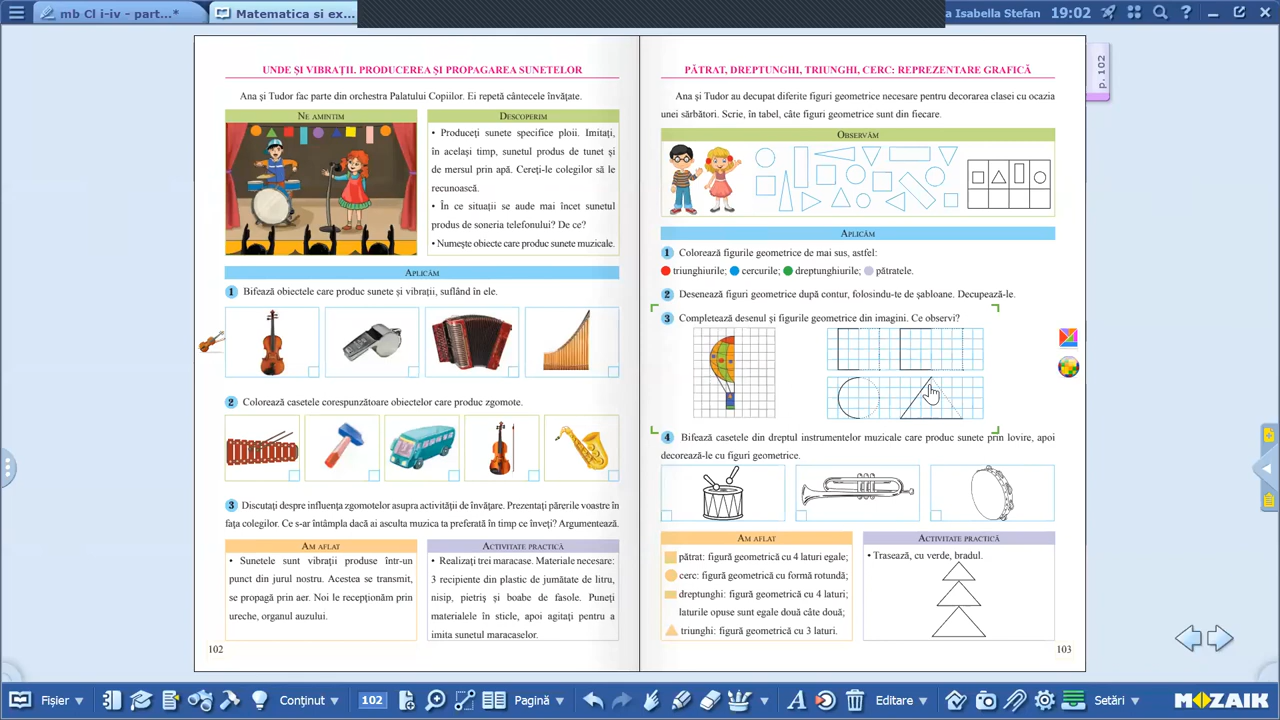 mb Cl i-iv - part...*
Matematica si ex...
a Isabella Stefan
19:02
UNDE ȘI VIBRAȚII. PRODUCEREA ȘI PROPAGAREA SUNETELOR
Ana și Tudor fac parte din orchestra Palatului Copiilor. Ei repetă cântecele învățate.
NE AMINTIM
DESCOPERIM
• Produceți sunete specifice ploii. Imitați,
în același timp, sunetul produs de tunet și
de mersul prin apă. Cereți-le colegilor să le
recunoască.
• În ce situații se aude mai încet sunetul
produs de soneria telefonului? De ce?
• Numește obiecte care produc sunete muzicale.
APLICĂM
1 Bifează obiectele care produc sunete și vibrații, suflând în ele.
2 Colorează casetele corespunzătoare obiectelor care produc zgomote.
3 Discutați despre influența zgomotelor asupra activității de învățare. Prezentați părerile voastre în
fața colegilor. Ce s-ar întâmpla dacă ai asculta muzica ta preferată în timp ce înveți? Argumentează.
AM AFLAT
• Sunetele sunt vibrații produse într-un
punct din jurul nostru. Acestea se transmit,
se propagă prin aer. Noi le recepționăm prin
ureche, organul auzului.
ACTIVITATE PRACTICĂ
• Realizați trei maracase. Materiale necesare:
3 recipiente din plastic de jumătate de litru,
nisip, pietriș și boabe de fasole. Puneți
materialele în sticle, apoi agitați pentru a
imita sunetul maracaselor.
102
PĂTRAT, DREPTUNGHI, TRIUNGHI, CERC: REPREZENTARE GRAFICĂ
Ana și Tudor au decupat diferite figuri geometrice necesare pentru decorarea clasei cu ocazia
unei sărbători. Scrie, în tabel, câte figuri geometrice sunt din fiecare.
OBSERVĂM
APLICĂM
1 Colorează figurile geometrice de mai sus, astfel:
triunghiurile; cercurile; dreptunghiurile; pătratele.
2 Desenează figuri geometrice după contur, folosindu-te de șabloane. Decupează-le.
3 Completează desenul și figurile geometrice din imagini. Ce observi?
4 Bifează casetele din dreptul instrumentelor muzicale care produc sunete prin lovire, apoi
decorează-le cu figuri geometrice.
AM AFLAT
pătrat: figură geometrică cu 4 laturi egale;
cerc: figură geometrică cu formă rotundă;
dreptunghi: figură geometrică cu 4 laturi;
laturile opuse sunt egale două câte două;
triunghi: figură geometrică cu 3 laturi.
ACTIVITATE PRACTICĂ
• Trasează, cu verde, bradul.
103
p. 102
Fișier
Conținut
102
Pagină
Editare
Setări
MOZAIK